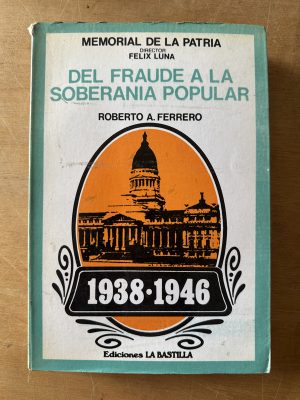 MEMORIAL DE LA PATRIA
DIRECTOR
FELIX LUNA
DEL FRAUDE A LA
SOBERANIA POPULAR
ROBERTO A. FERRERO
1938·1946
Ediciones LA BASTILLA